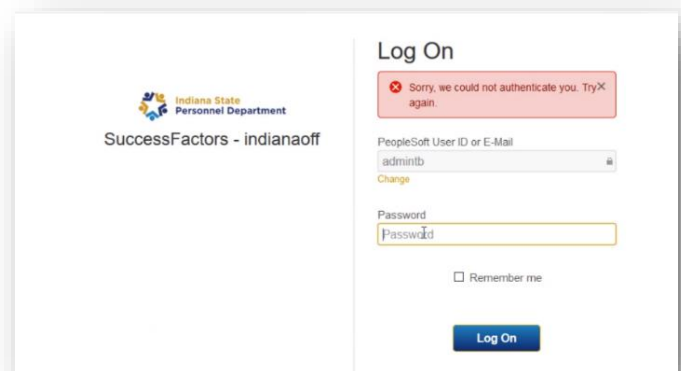 Indiana State
Personnel Department
SuccessFactors - indianaoff
Log On
Sorry, we could not authenticate you. Try
again.
PeopleSoft User ID or E-Mail
admintb
Change
Password
Password
Remember me
Log On